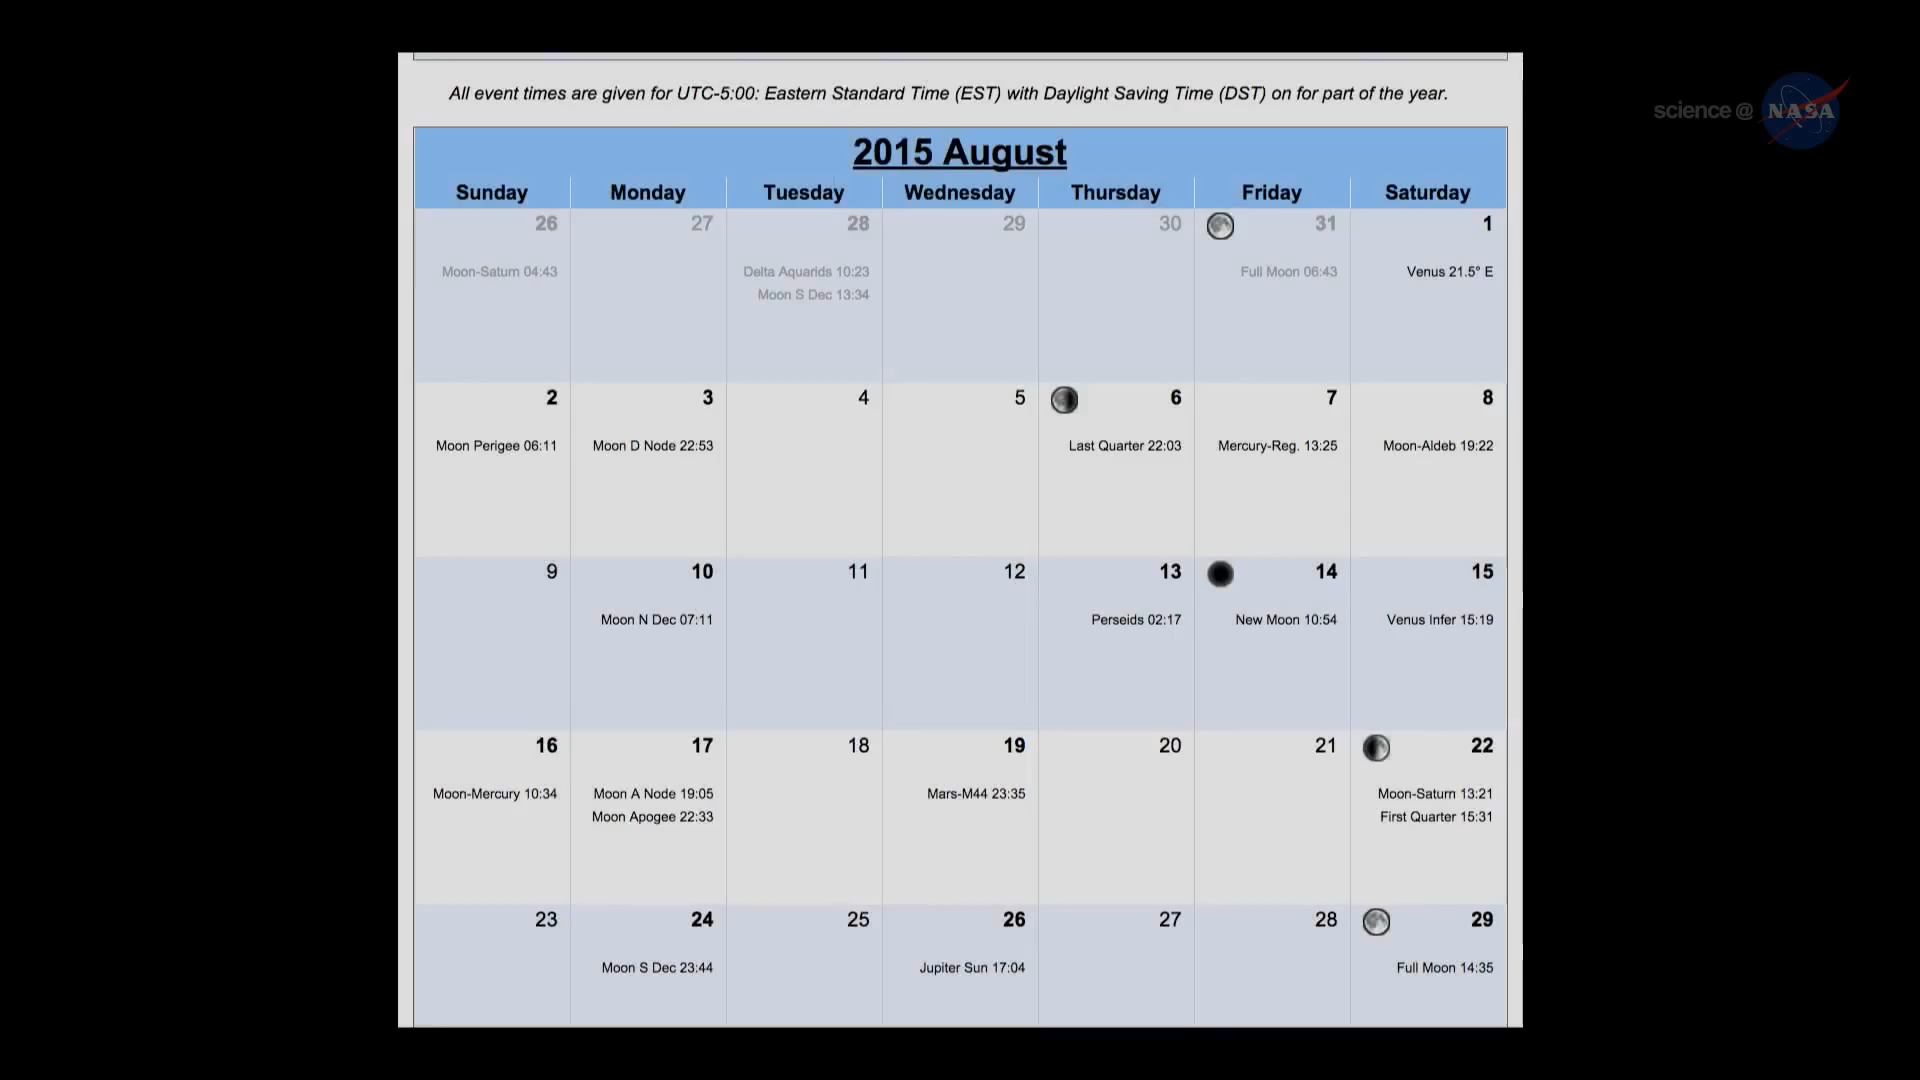 All event times are given for UTC-5:00: Eastern Standard Time (EST) with Daylight Saving Time (DST) on for part of the year.
science @ NASA
2015 August
Sunday Monday Tuesday Wednesday Thursday Friday Saturday
26 27 28 29 30 31 1
Moon-Saturn 04:43 Delta Aquarids 10:23 Full Moon 06:43 Venus 21.5° E
Moon S Dec 13:34
2 3 4 5 6 7 8
Moon Perigee 06:11 Moon D Node 22:53 Last Quarter 22:03 Mercury-Reg. 13:25 Moon-Aldeb 19:22
9 10 11 12 13 14 15
Moon N Dec 07:11 Perseids 02:17 New Moon 10:54 Venus Infer 15:19
16 17 18 19 20 21 22
Moon-Mercury 10:34 Moon A Node 19:05 Mars-M44 23:35 Moon-Saturn 13:21
Moon Apogee 22:33 First Quarter 15:31
23 24 25 26 27 28 29
Moon S Dec 23:44 Jupiter Sun 17:04 Full Moon 14:35